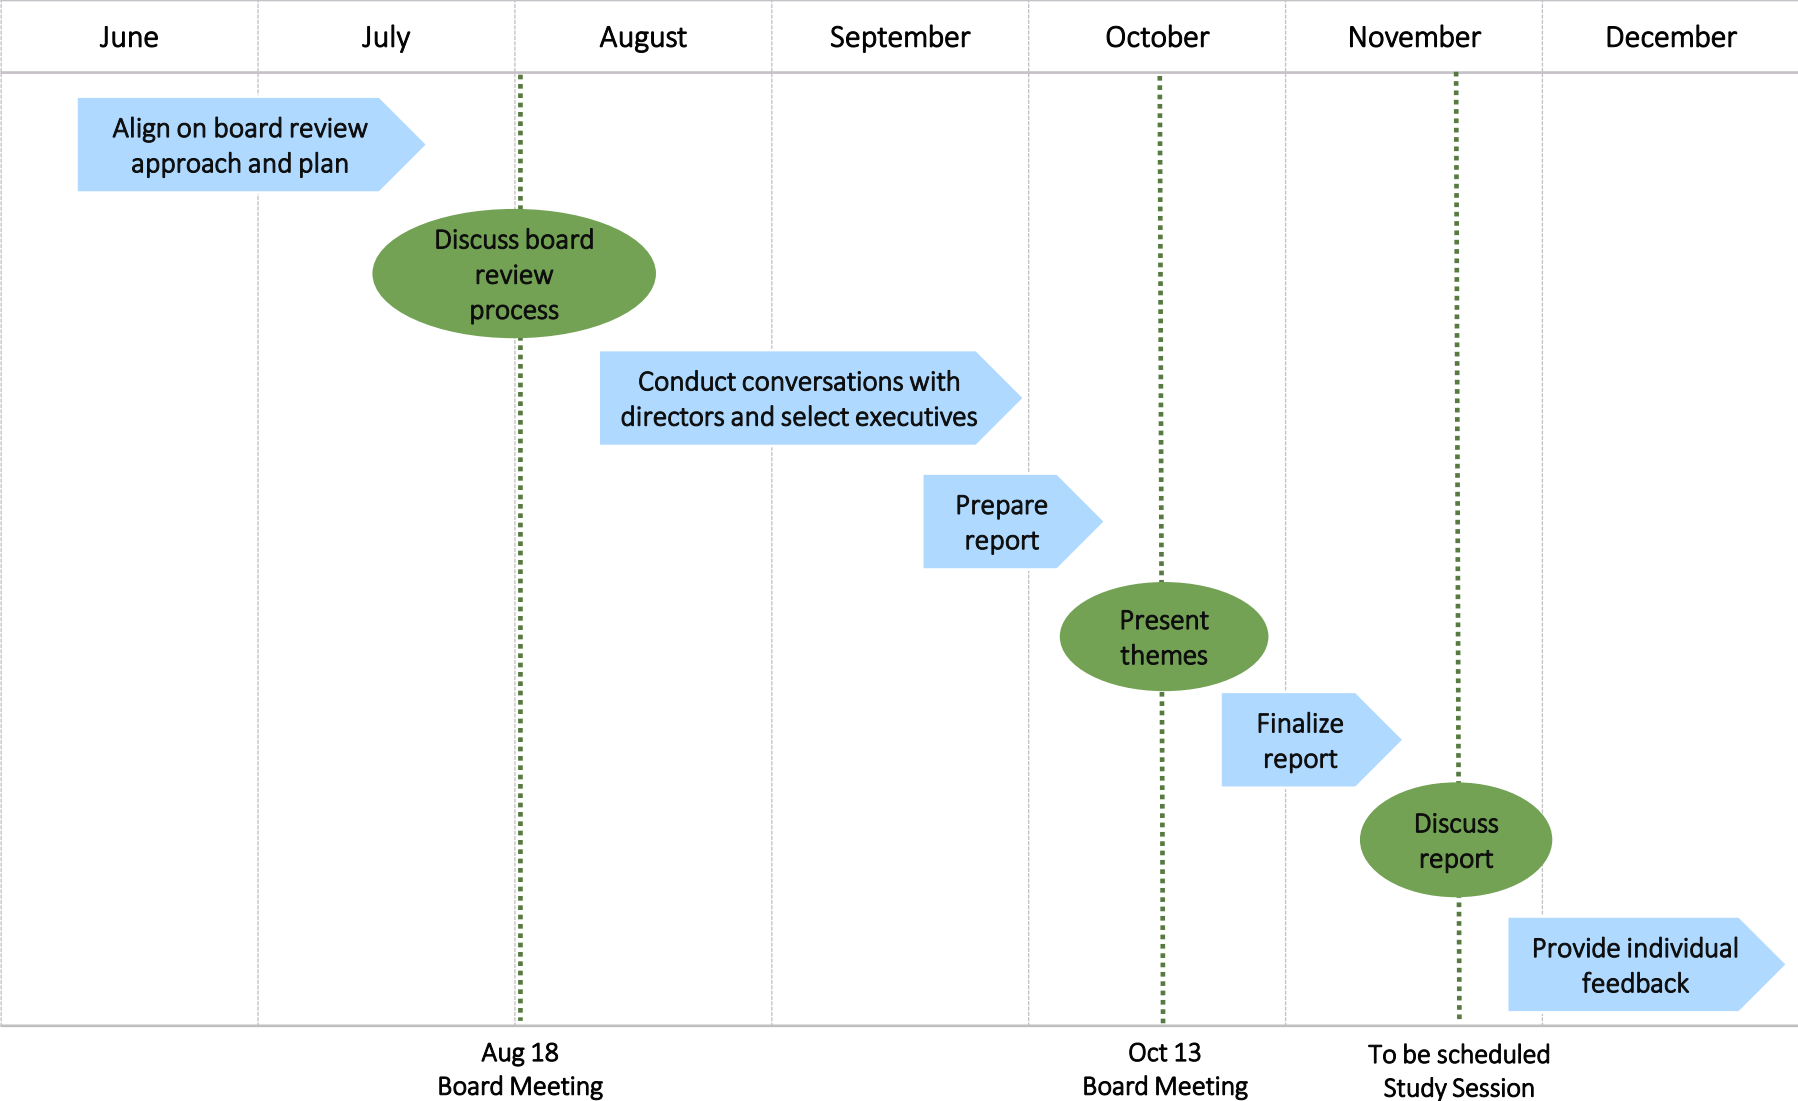 June
July
August
September
October
November
December
Align on board review
approach and plan
Discuss board
review
process
Conduct conversations with
directors and select executives
Prepare
report
Present
themes
Finalize
report
Discuss
report
Provide individual
feedback
Aug 18
Board Meeting
Oct 13
Board Meeting
To be scheduled
Study Session